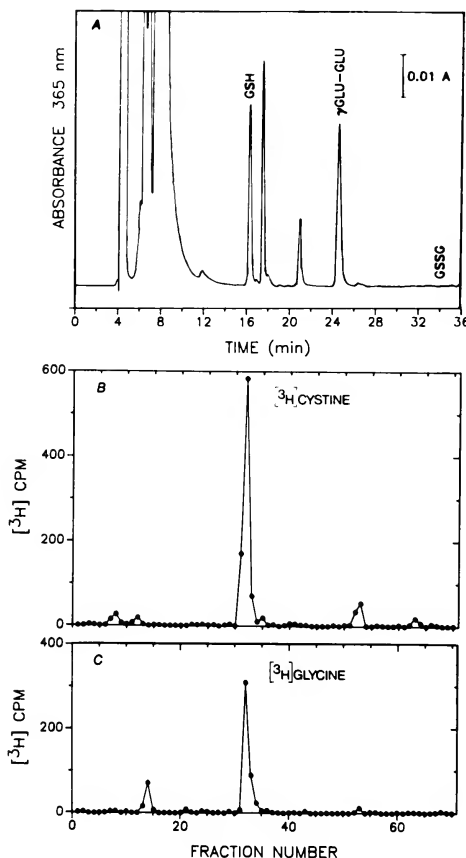 A
ABSORBANCE 365 nm
GSH
γGLU-GLU
0.01 A
GSSG
0 4 8 12 16 20 24 28 32 36
TIME (min)
B
[³H]CYSTINE
[³H] CPM
600
400
200
0
C
[³H]GLYCINE
[³H] CPM
400
200
0
0 20 40 60
FRACTION NUMBER